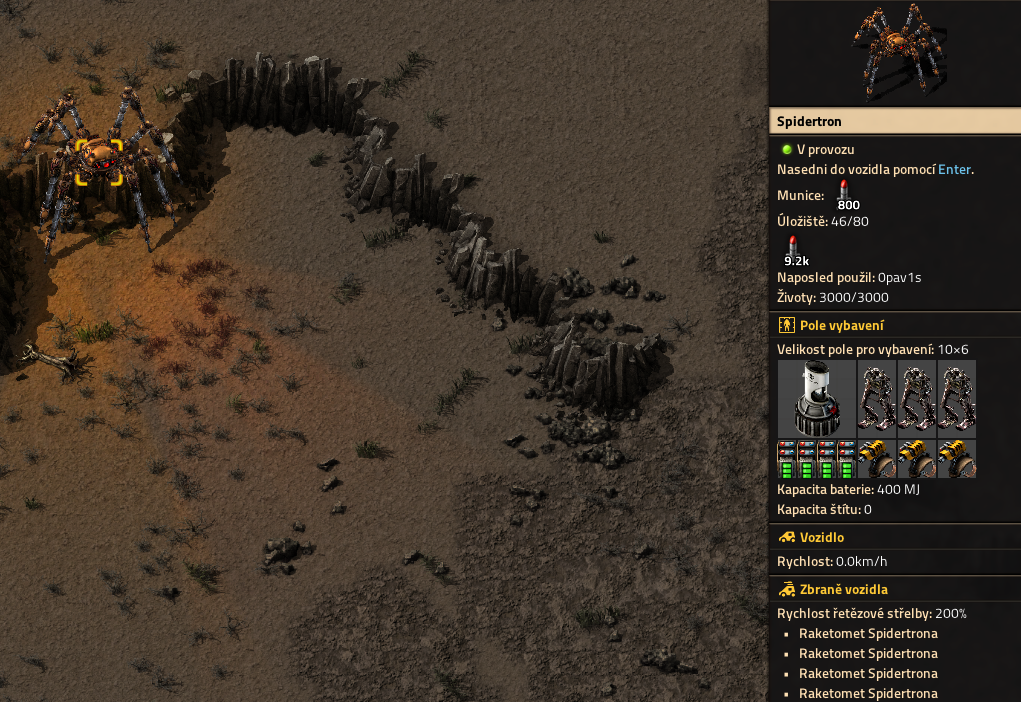 Spidertron
V provozu
Nasedni do vozidla pomocí Enter.
Munice: 800
Úložiště: 46/80
9.2k
Naposled použil: 0pav1s
Životy: 3000/3000
Pole vybavení
Velikost pole pro vybavení: 10×6
Kapacita baterie: 400 MJ
Kapacita štítu: 0
Vozidlo
Rychlost: 0.0km/h
Zbraně vozidla
Rychlost řetězové střelby: 200%
▪ Raketomet Spidertrona
▪ Raketomet Spidertrona
▪ Raketomet Spidertrona
▪ Raketomet Spidertrona